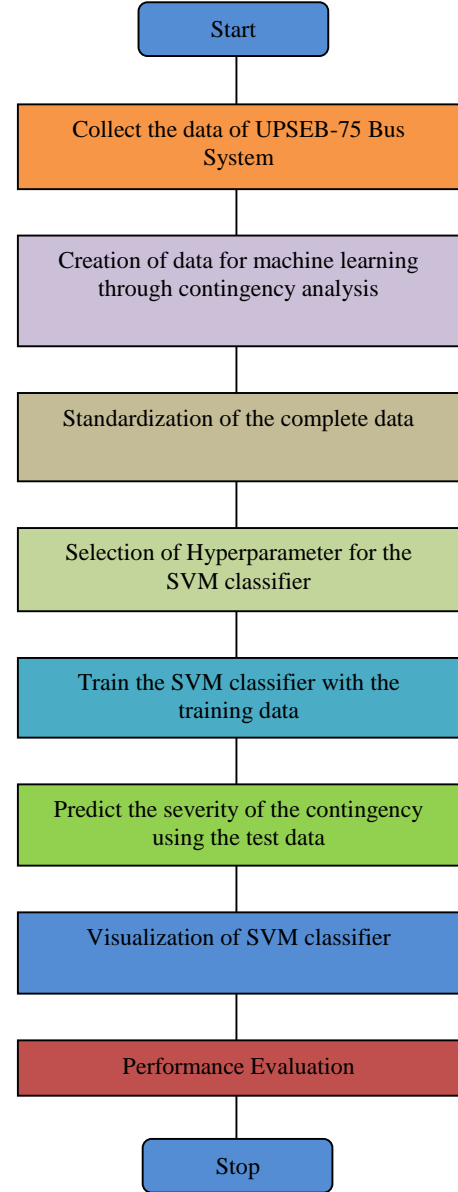 Start
Collect the data of UPSEB-75 Bus
System
Creation of data for machine learning
through contingency analysis
Standardization of the complete data
Selection of Hyperparameter for the
SVM classifier
Train the SVM classifier with the
training data
Predict the severity of the contingency
using the test data
Visualization of SVM classifier
Performance Evaluation
Stop